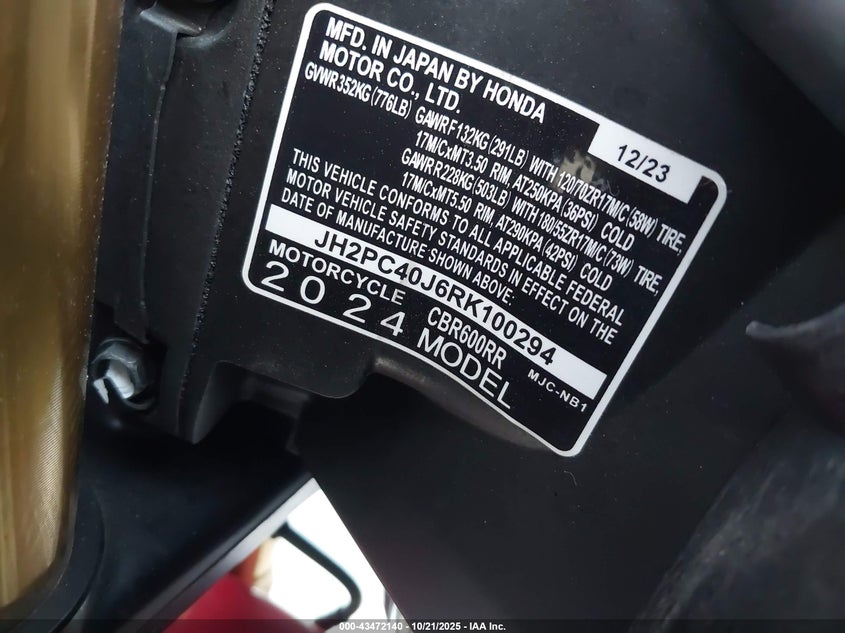 MFD. IN JAPAN BY HONDA
MOTOR CO., LTD.
12/23
GVWR352KG(776LB) GAWRF132KG(291LB) WITH 120/70ZR17M/C(58W) TIRE,
17M/CxMT3.50 RIM, AT250KPA(36PSI) COLD
GAWRR228KG(503LB) WITH 180/55ZR17M/C(73W) TIRE,
17M/CxMT5.50 RIM, AT290KPA(42PSI) COLD
THIS VEHICLE CONFORMS TO ALL APPLICABLE FEDERAL
MOTOR VEHICLE SAFETY STANDARDS IN EFFECT ON THE
DATE OF MANUFACTURE SHOWN ABOVE:
JH2PC40J6RK100294
MOTORCYCLE CBR600RR MJC-NB1
2024 MODEL
000-43472140 - 10/21/2025 - IAA Inc.